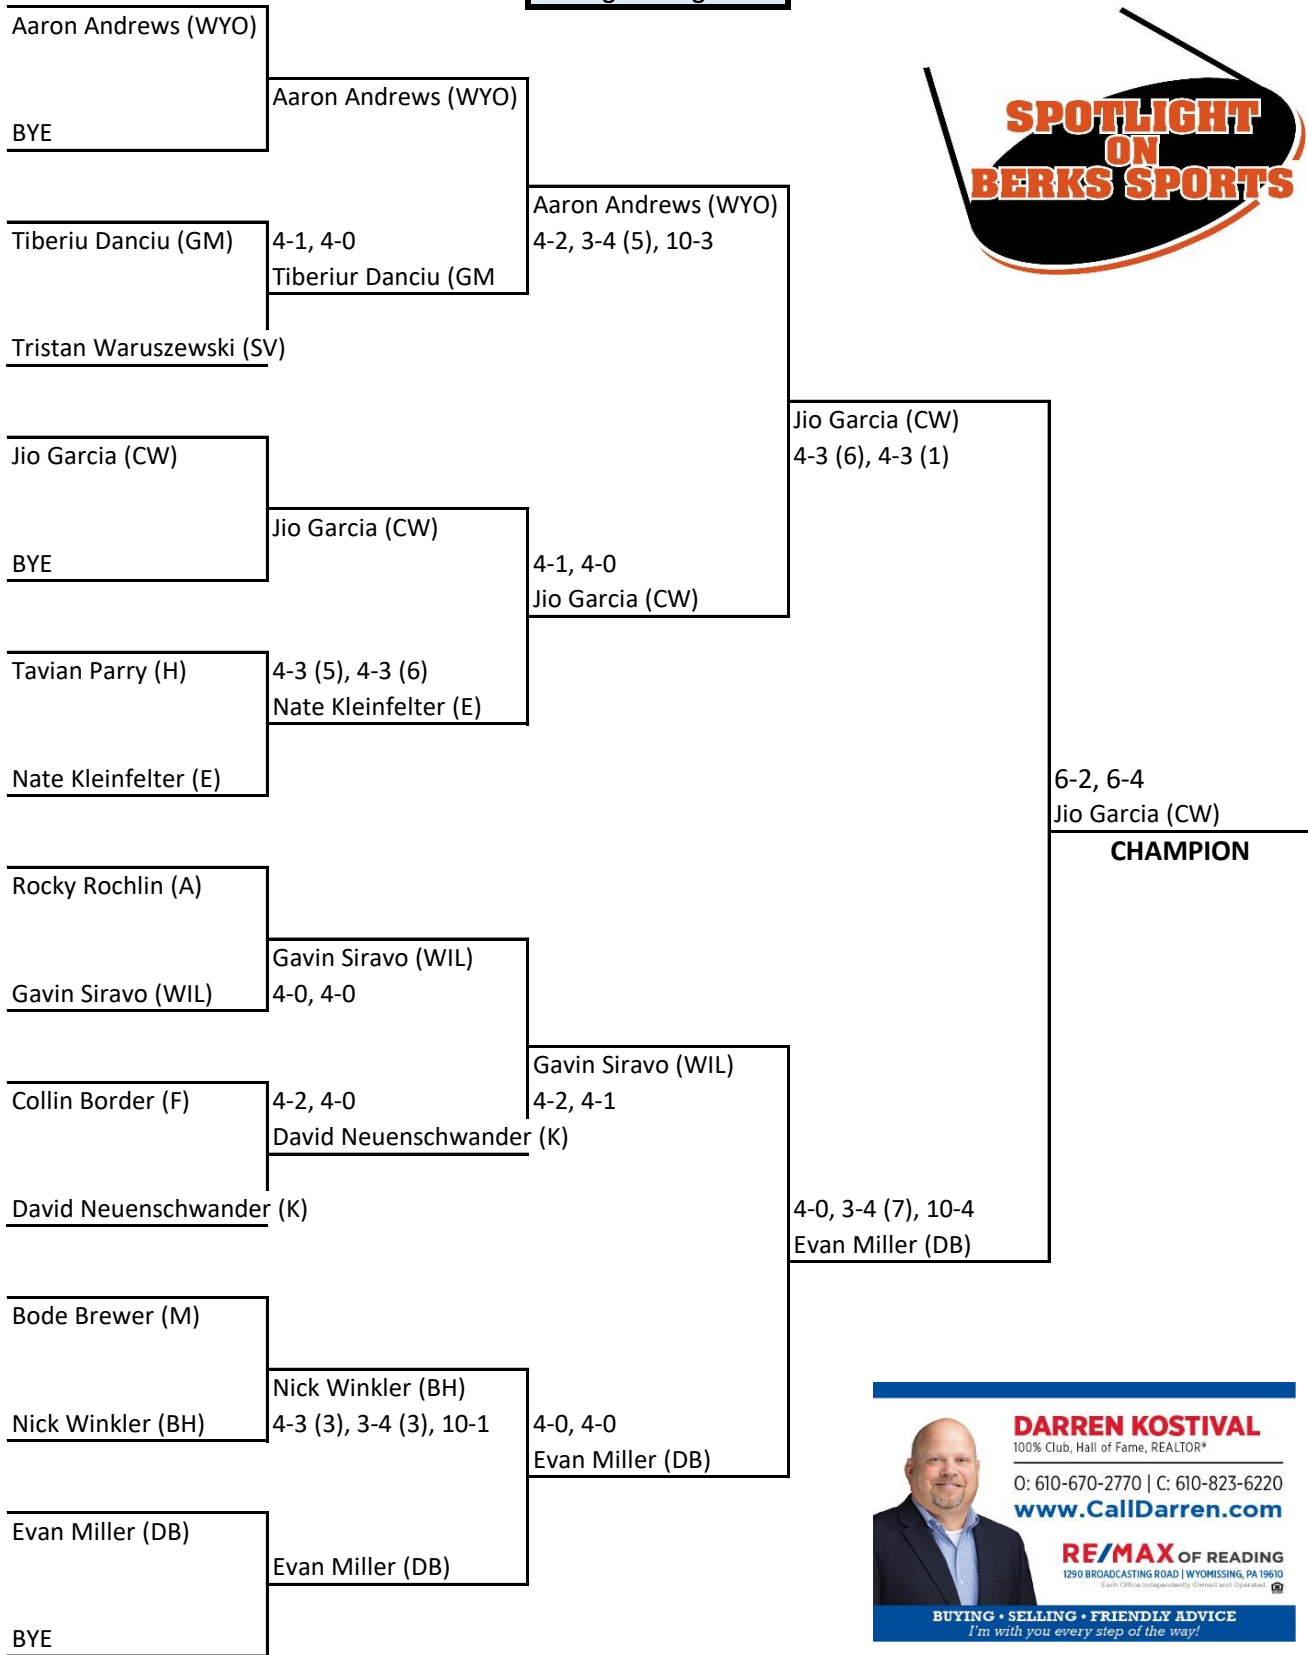 Aaron Andrews (WYO)
Aaron Andrews (WYO)
BYE
Aaron Andrews (WYO)
Tiberiu Danciu (GM)
4-1, 4-0
4-2, 3-4 (5), 10-3
Tiberiur Danciu (GM
Tristan Waruszewski (SV)
Jio Garcia (CW)
Jio Garcia (CW)
4-3 (6), 4-3 (1)
Jio Garcia (CW)
BYE
4-1, 4-0
Jio Garcia (CW)
Tavian Parry (H)
4-3 (5), 4-3 (6)
Nate Kleinfelter (E)
Nate Kleinfelter (E)
6-2, 6-4
Jio Garcia (CW)
CHAMPION
Rocky Rochlin (A)
Gavin Siravo (WIL)
Gavin Siravo (WIL)
4-0, 4-0
Gavin Siravo (WIL)
Collin Border (F)
4-2, 4-0
4-2, 4-1
David Neuenschwander (K)
David Neuenschwander (K)
4-0, 3-4 (7), 10-4
Evan Miller (DB)
Bode Brewer (M)
Nick Winkler (BH)
Nick Winkler (BH)
4-3 (3), 3-4 (3), 10-1
4-0, 4-0
Evan Miller (DB)
Evan Miller (DB)
Evan Miller (DB)
BYE
SPOTLIGHT
ON
BERKS SPORTS
DARREN KOSTIVAL
100% Club, Hall of Fame, REALTOR®
O: 610-670-2770 | C: 610-823-6220
www.CallDarren.com
RE/MAX OF READING
1290 BROADCASTING ROAD | WYOMISSING, PA 19610
Each Office Independently Owned and Operated.
BUYING • SELLING • FRIENDLY ADVICE
I'm with you every step of the way!